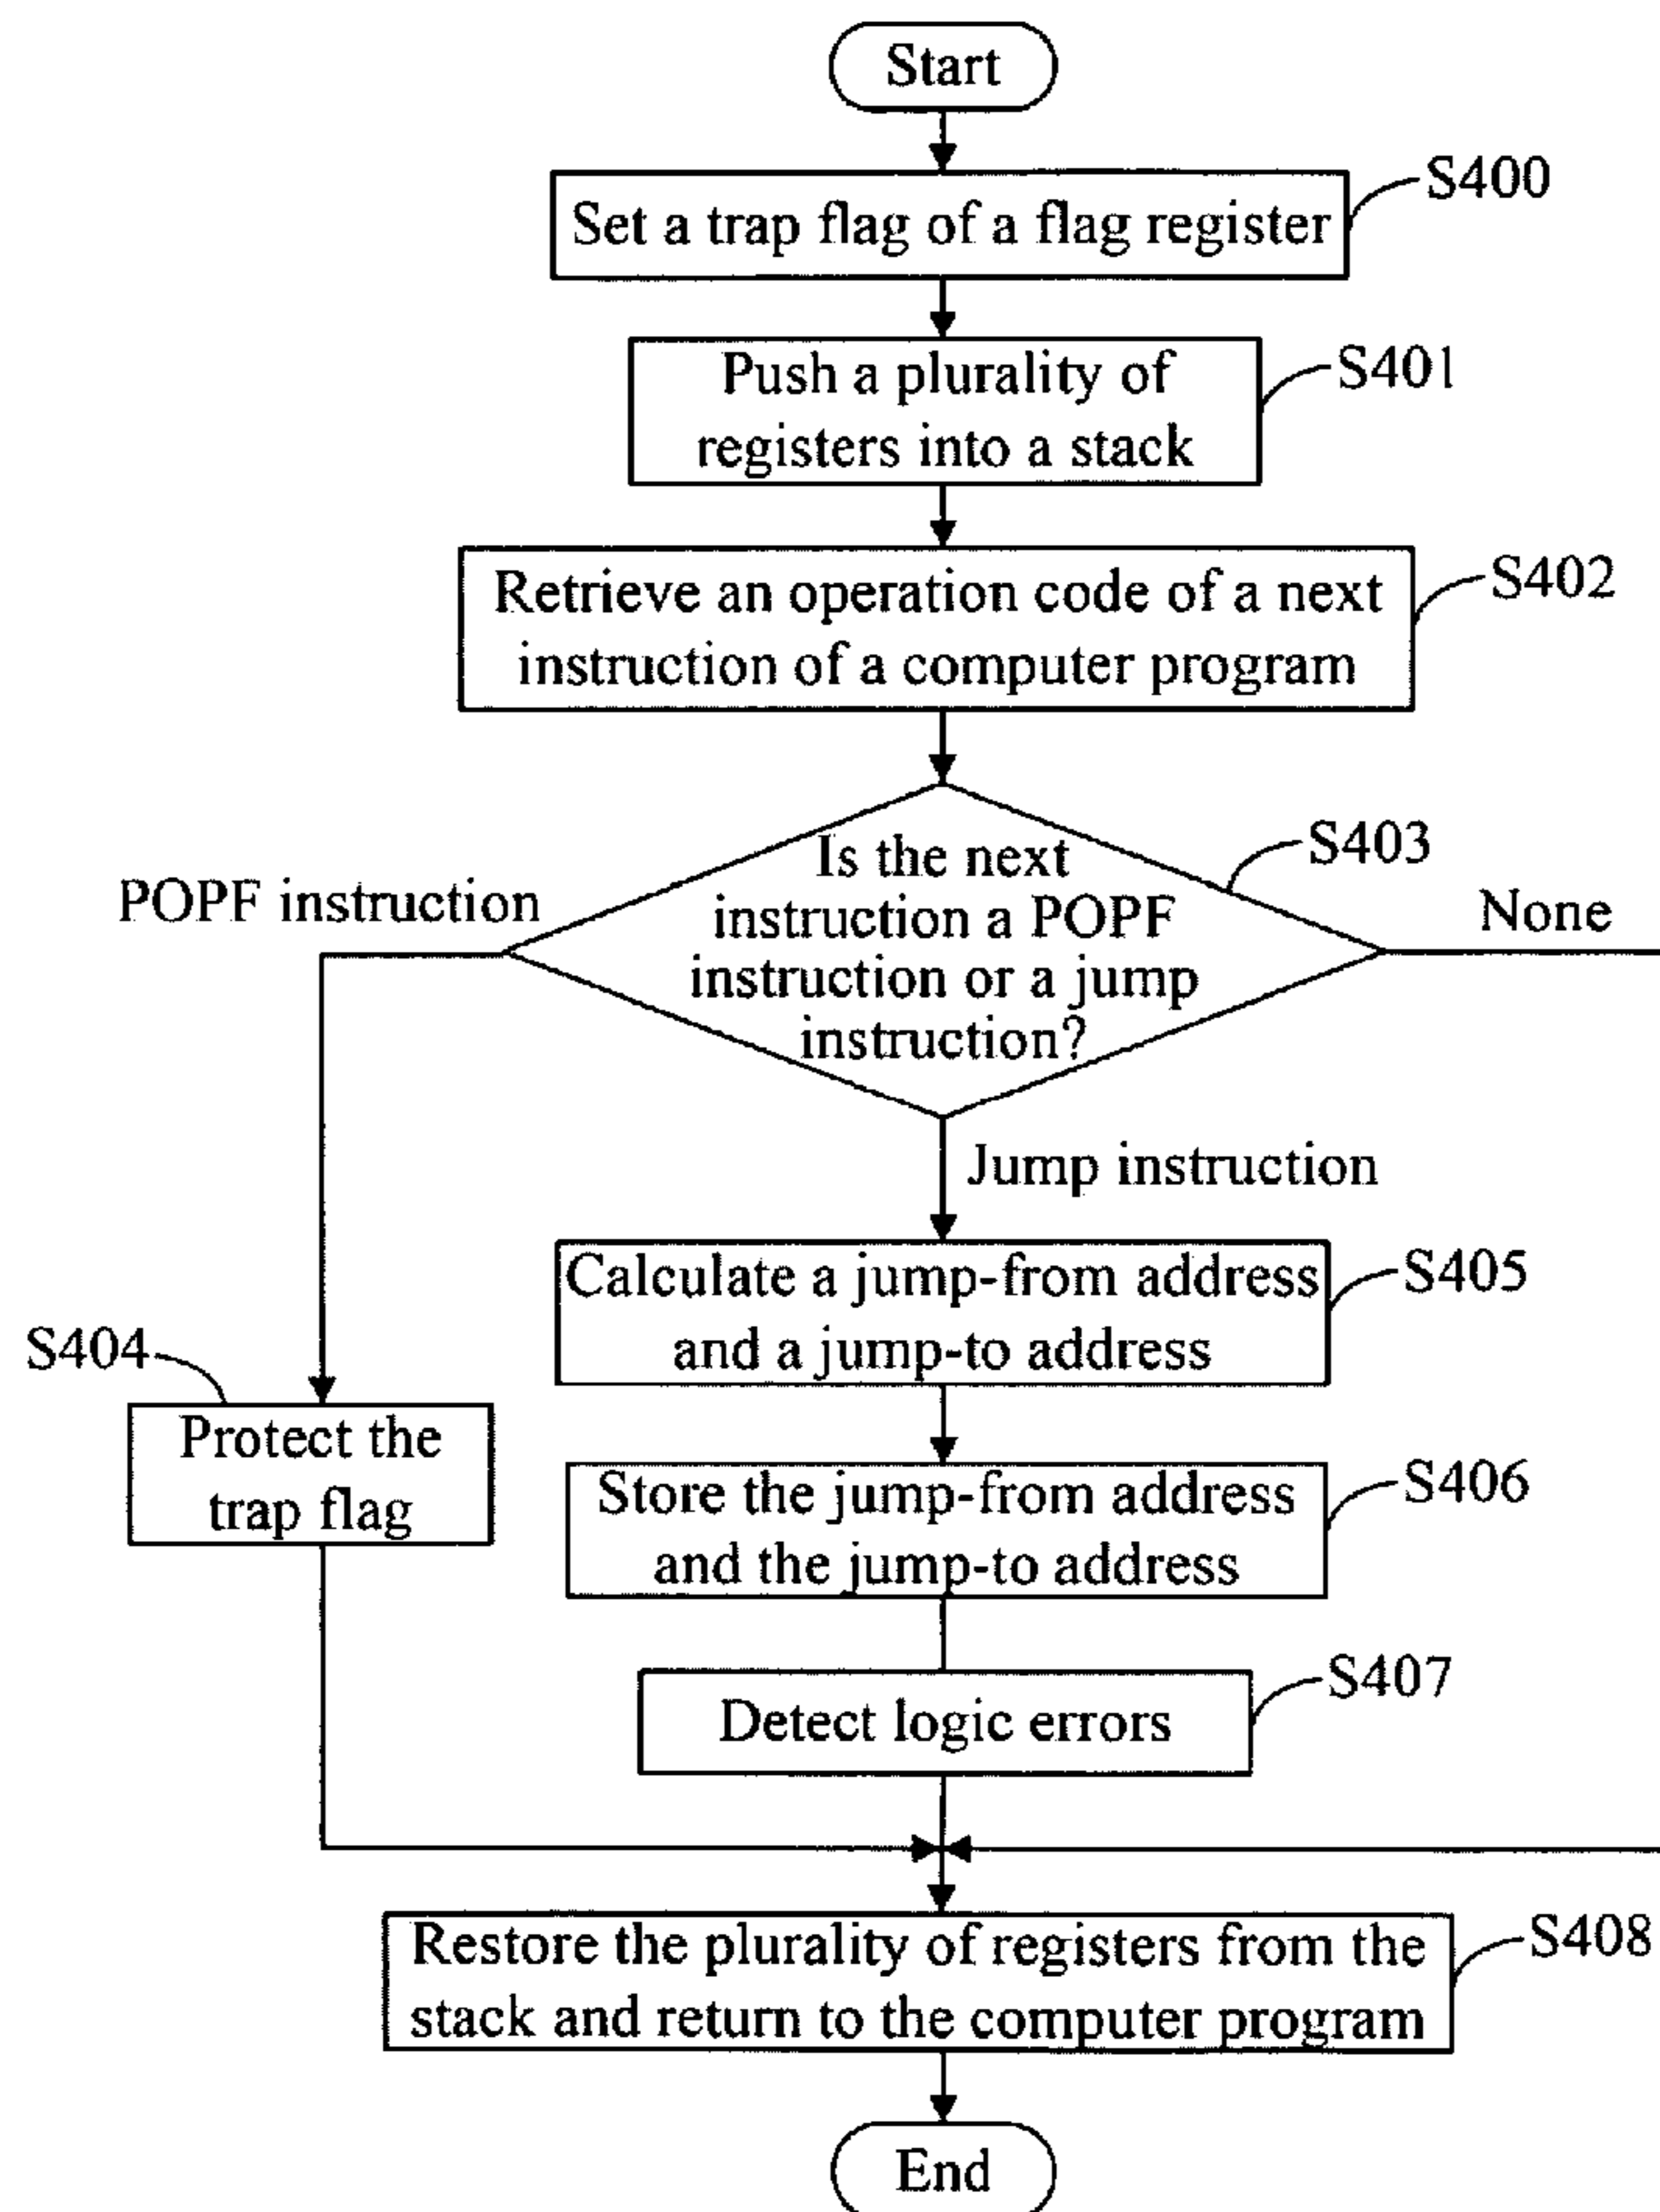 Start
S400
Set a trap flag of a flag register
S401
Push a plurality of
registers into a stack
S402
Retrieve an operation code of a next
instruction of a computer program
S403
Is the next
instruction a POPF
instruction or a jump
instruction?
POPF instruction
None
Jump instruction
S405
Calculate a jump-from address
and a jump-to address
S404
Protect the
trap flag
S406
Store the jump-from address
and the jump-to address
S407
Detect logic errors
S408
Restore the plurality of registers from the
stack and return to the computer program
End